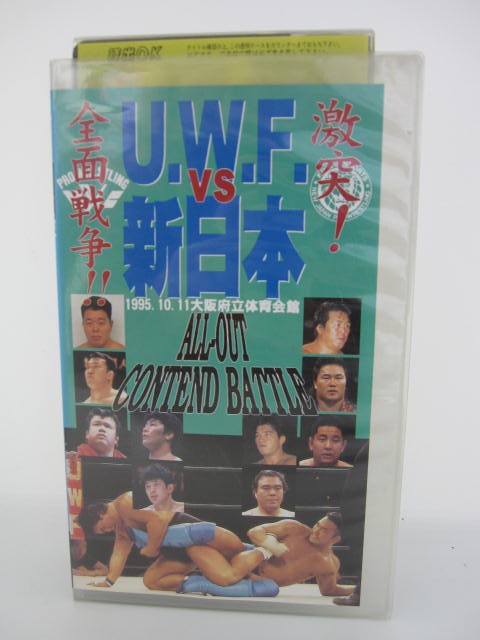 激突!
U.W.F.
VS
新日本
全面戦争!!
1995.10.11大阪府立体育会館
ALL-OUT
CONTEND BATTLE